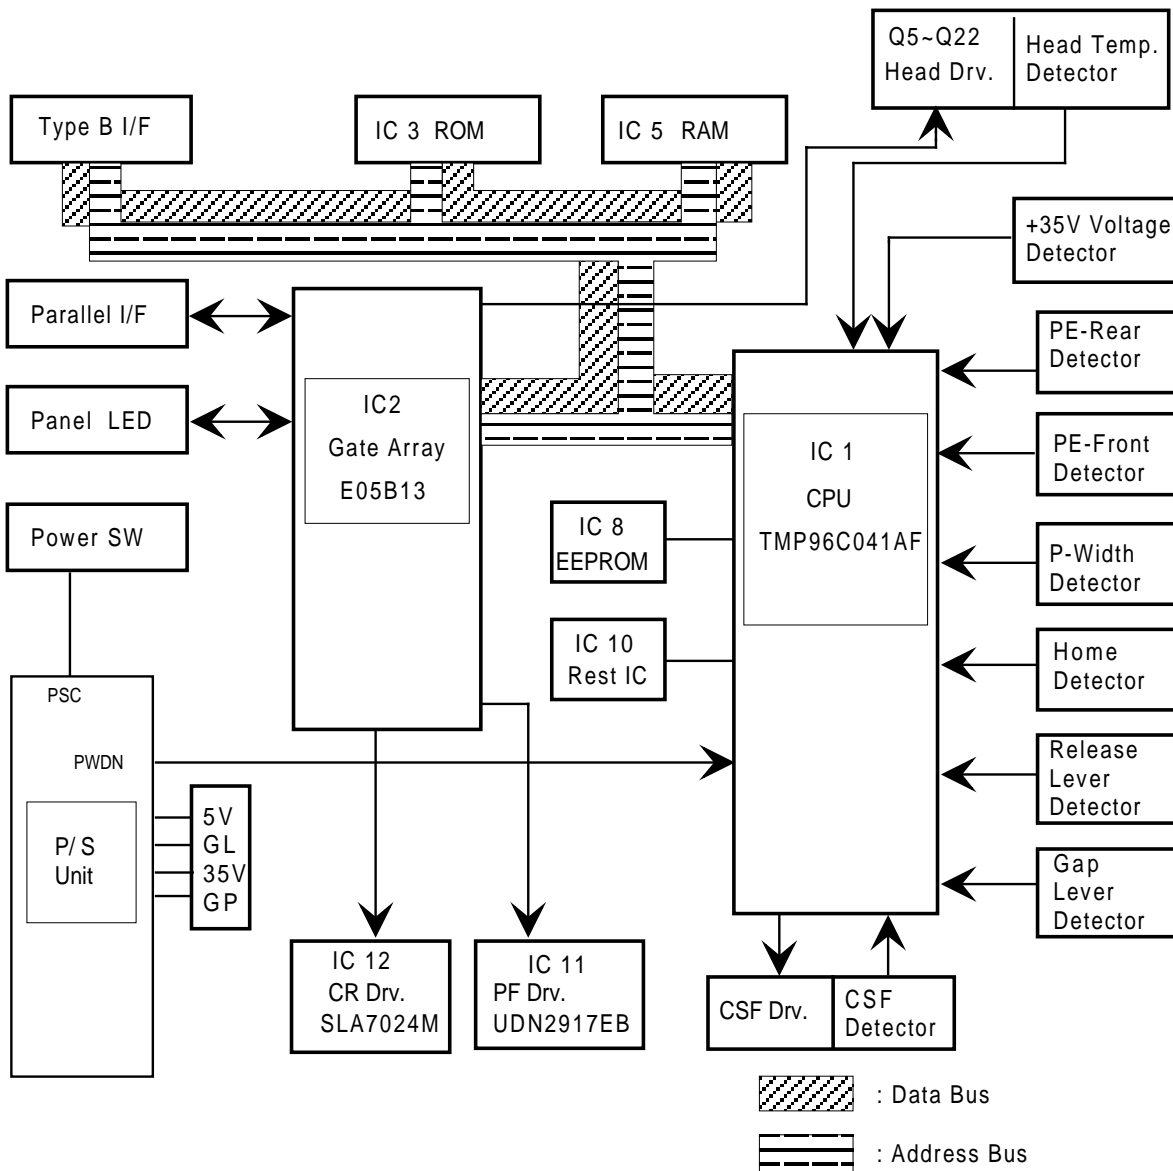 Q5~Q22
Head Drv.
Head Temp.
Detector
Type B I/F
IC 3 ROM
IC 5 RAM
+35V Voltage
Detector
Parallel I/F
PE-Rear
Detector
Panel LED
IC2
Gate Array
E05B13
IC 1
CPU
TMP96C041AF
PE-Front
Detector
Power SW
IC 8
EEPROM
P-Width
Detector
IC 10
Rest IC
Home
Detector
PSC
PWDN
Release
Lever
Detector
P/ S
Unit
5V
GL
35V
GP
Gap
Lever
Detector
IC 12
CR Drv.
SLA7024M
IC 11
PF Drv.
UDN2917EB
CSF Drv.
CSF
Detector
: Data Bus
: Address Bus